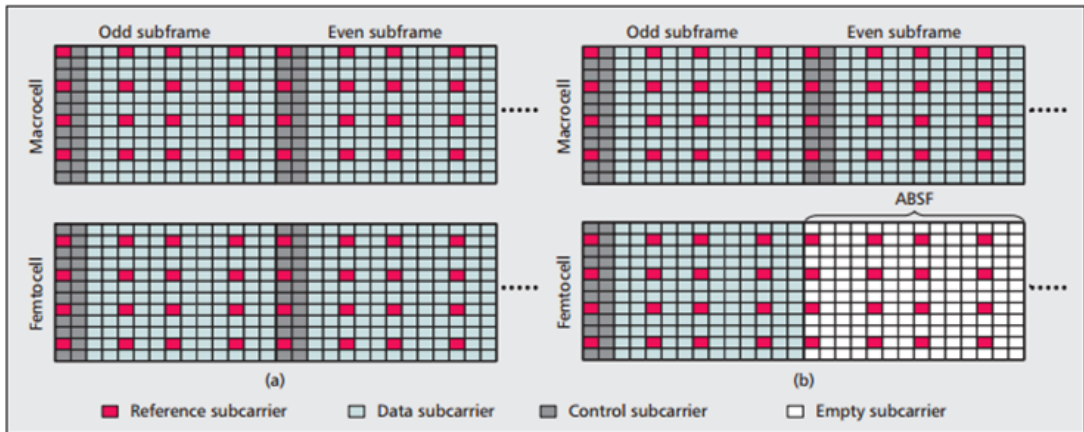 Odd subframe
Even subframe
Macrocell
Femtocell
(a)
Odd subframe
Even subframe
Macrocell
ABSF
Femtocell
(b)
Reference subcarrier
Data subcarrier
Control subcarrier
Empty subcarrier